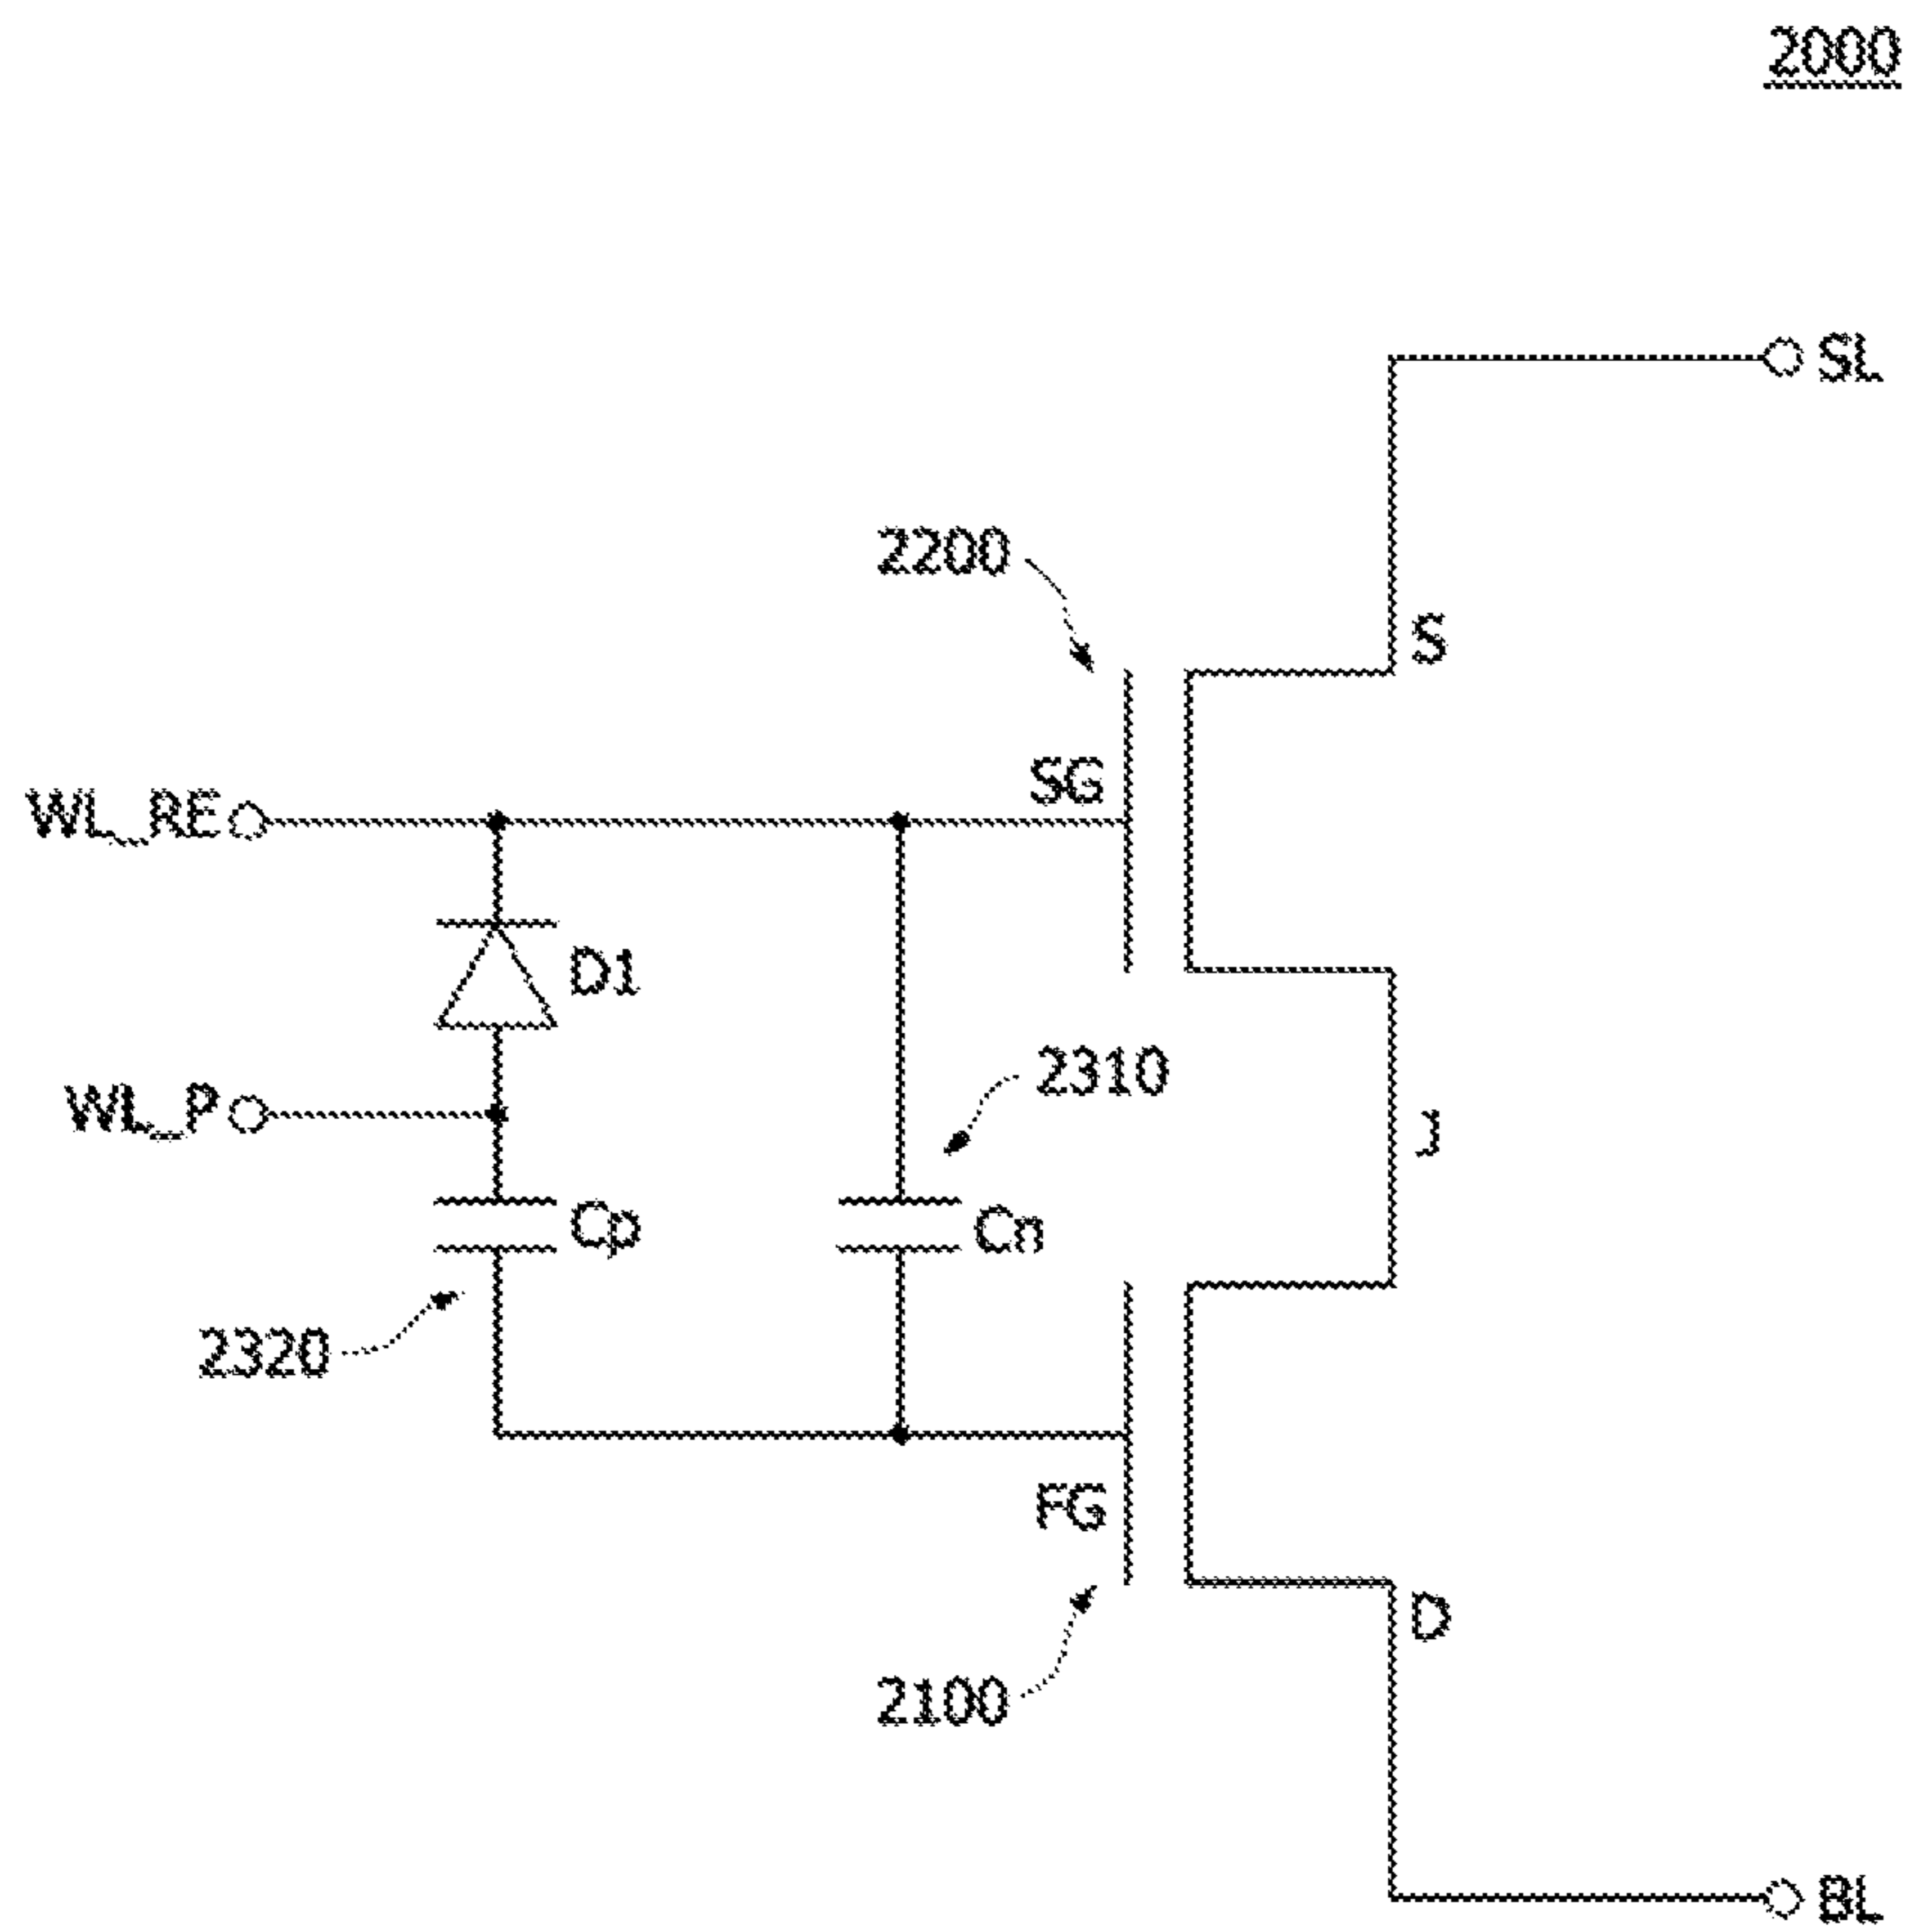 2000
SL
2200
S
SG
WL_RE
D1
2310
WL_P
J
Cp
Cn
2320
FG
D
2100
BL